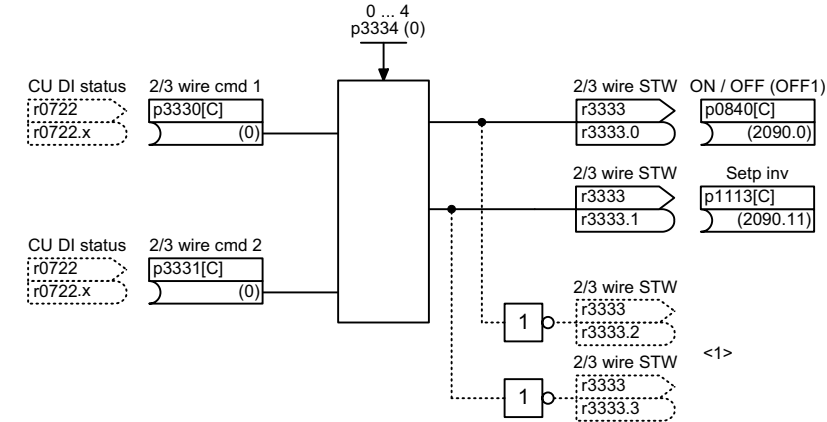 0 ... 4
p3334 (0)
CU DI status
r0722
r0722.x
2/3 wire cmd 1
p3330[C]
(0)
2/3 wire STW
r3333
r3333.0
ON / OFF (OFF1)
p0840[C]
(2090.0)
2/3 wire STW
r3333
r3333.1
Setp inv
p1113[C]
(2090.11)
CU DI status
r0722
r0722.x
2/3 wire cmd 2
p3331[C]
(0)
2/3 wire STW
1
r3333
r3333.2
<1>
2/3 wire STW
1
r3333
r3333.3